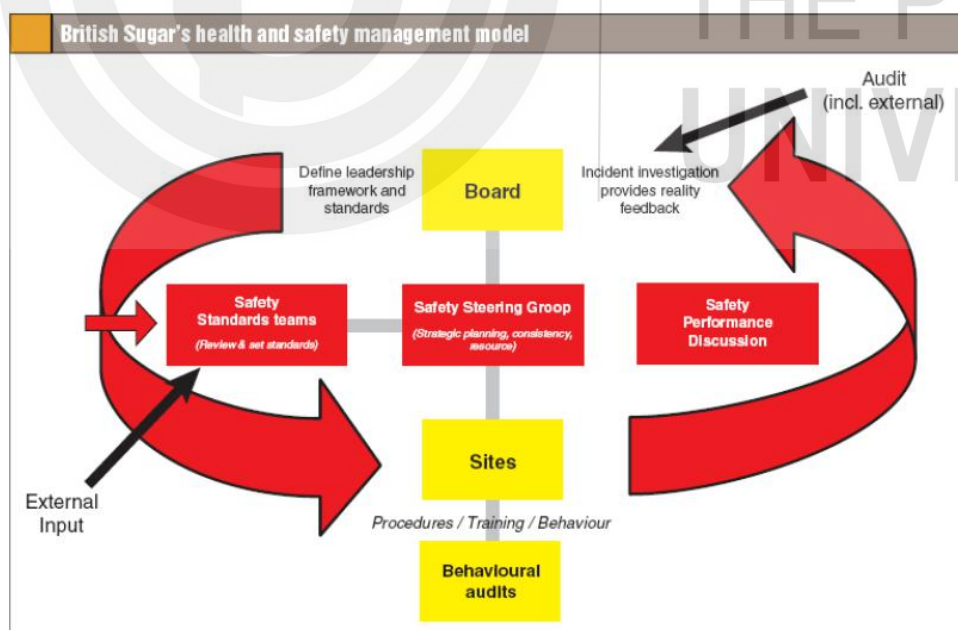 British Sugar's health and safety management model
THE P
UNIV
Audit
(incl. external)
Define leadership
framework and
standards
Board
Incident investigation
provides reality
feedback
Safety
Standards teams
(Review & set standards)
Safety Steering Group
(Strategic planning, consistency,
resource)
Safety
Performance
Discussion
Sites
External
Input
Procedures / Training / Behaviour
Behavioural
audits